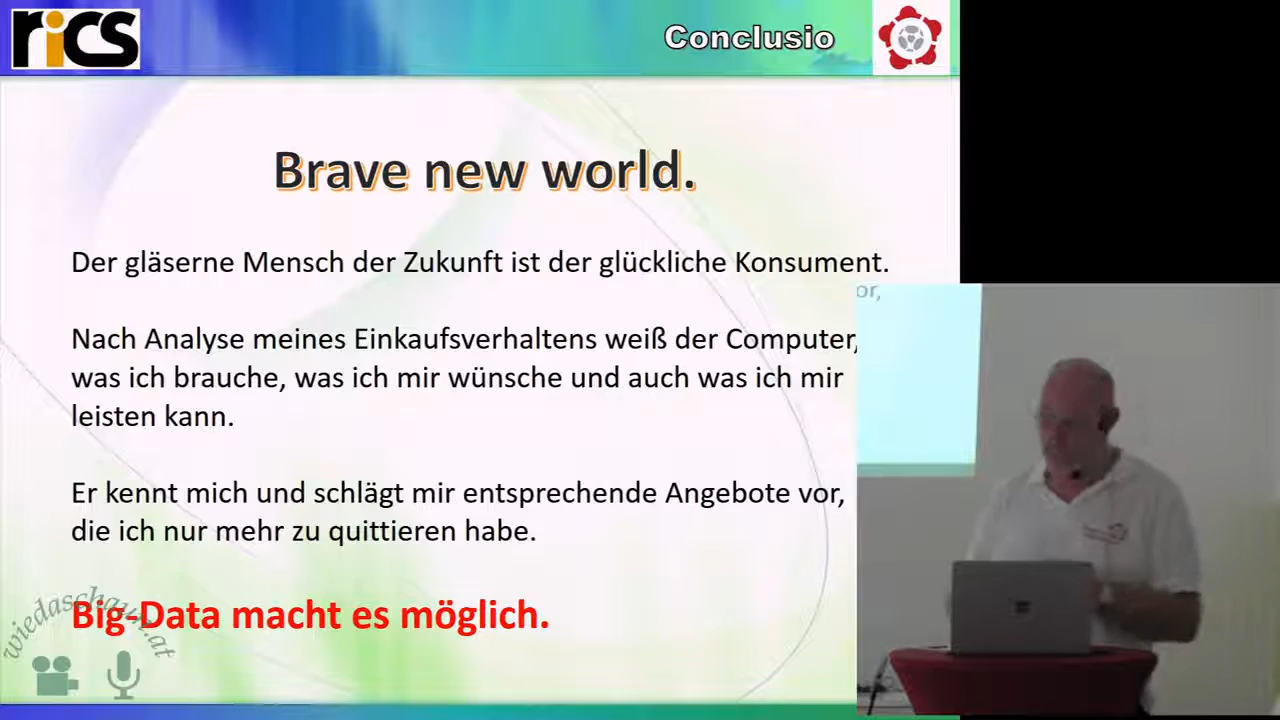 rics
Conclusio
Brave new world.
Der gläserne Mensch der Zukunft ist der glückliche Konsument.
or,
Nach Analyse meines Einkaufsverhaltens weiß der Computer,
was ich brauche, was ich mir wünsche und auch was ich mir
leisten kann.
Er kennt mich und schlägt mir entsprechende Angebote vor,
die ich nur mehr zu quittieren habe.
Big-Data macht es möglich.
wiedaschaun.at